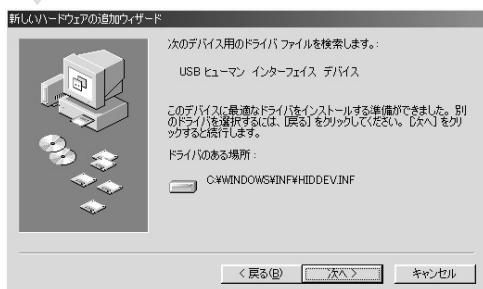 新しいハードウェアの追加ウィザード
次のデバイス用のドライバ ファイルを検索します。:
USB ヒューマン インターフェイス デバイス
このデバイスに最適なドライバをインストールする準備ができました。別
のドライバを選択するには、[戻る] をクリックしてください。[次へ] をクリ
ックすると続行します。
ドライバのある場所:
C:¥WINDOWS¥INF¥HIDDEV.INF
< 戻る(B)
次へ >
キャンセル